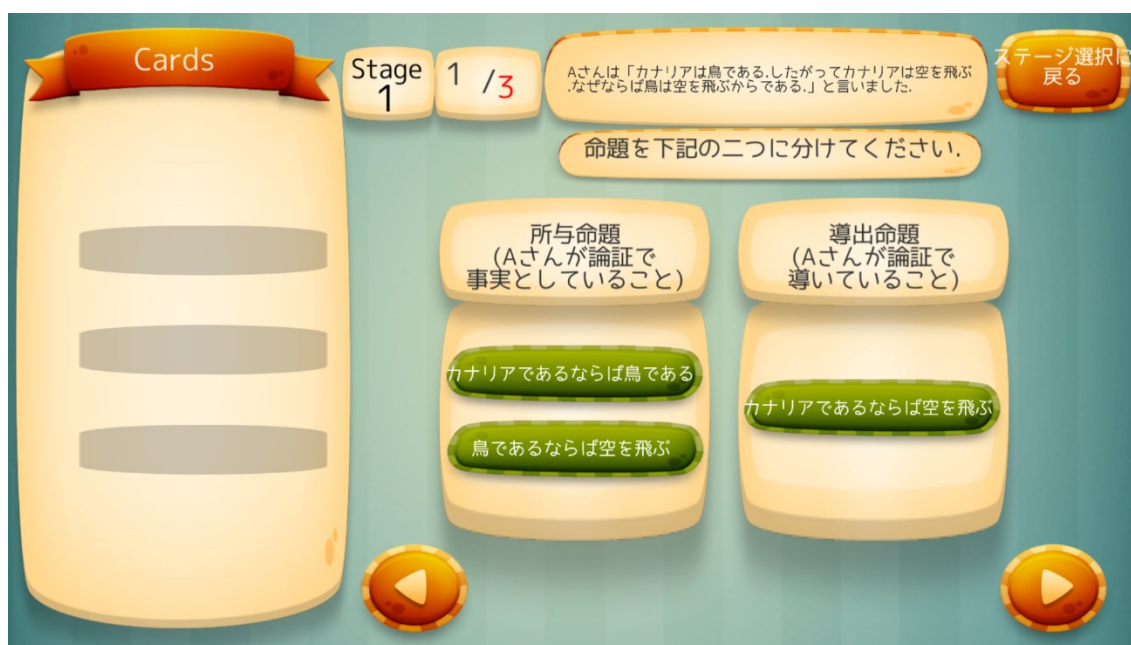 Cards
Stage
1
1 /3
Aさんは「カナリアは鳥である.したがってカナリアは空を飛ぶ
.なぜならば鳥は空を飛ぶからである.」と言いました.
ステージ選択に
戻る
命題を下記の二つに分けてください.
所与命題
(Aさんが論証で
事実としていること)
導出命題
(Aさんが論証で
導いていること)
カナリアであるならば鳥である
鳥であるならば空を飛ぶ
カナリアであるならば空を飛ぶ